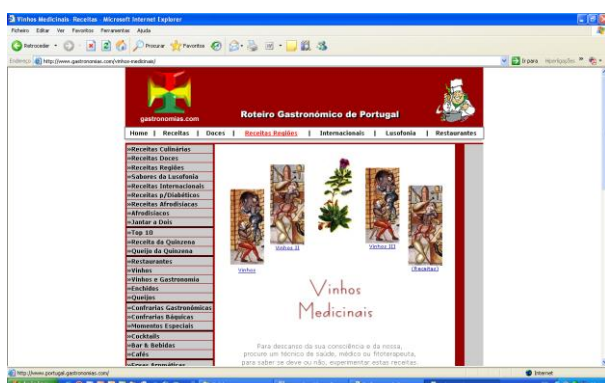 Vinhos Medicinais- Receitas - Microsoft Internet Explorer
Ficheiro Editar Ver Favoritos Ferramentas Ajuda
Retroceder Procurar Favoritos
Endereço http://www.gastronomias.com/vinhos-medicinais/ Ir para Hiperligações
gastronomias.com
Roteiro Gastronómico de Portugal
Home | Receitas | Doces | Receitas Regiões | Internacionais | Lusofonia | Restaurantes
»Receitas Culinárias
»Receitas Doces
»Receitas Regiões
»Sabores da Lusofonia
»Receitas Internacionais
»Receitas p/Diabéticos
»Receitas Afrodisíacas
»Afrodisíacos
»Jantar a Dois
»Top 10
»Receita da Quinzena
»Queijo da Quinzena
»Restaurantes
»Vinhos
»Vinhos e Gastronomia
»Enchidos
»Queijos
»Confrarias Gastronómicas
»Confrarias Báquicas
»Momentos Especiais
»Cocktails
»Bar & Bebidas
»Cafés
»Ervas Aromáticas
Vinhos
Vinhos II
Vinhos III
(Receitas)
Vinhos
Medicinais
Para descanso da sua consciência e da nossa,
procure um técnico de saúde, médico ou fitoterapeuta,
para saber se deve ou não, experimentar estas receitas.
http://www.portugal.gastronomias.com/ Internet